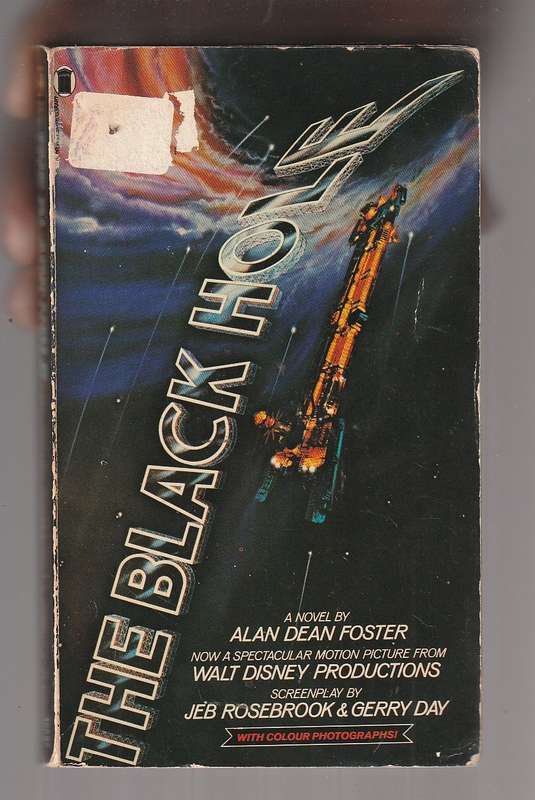 THE BLACK HOLE
A NOVEL BY
ALAN DEAN FOSTER
NOW A SPECTACULAR MOTION PICTURE FROM
WALT DISNEY PRODUCTIONS
SCREENPLAY BY
JEB ROSEBROOK & GERRY DAY
WITH COLOUR PHOTOGRAPHS!